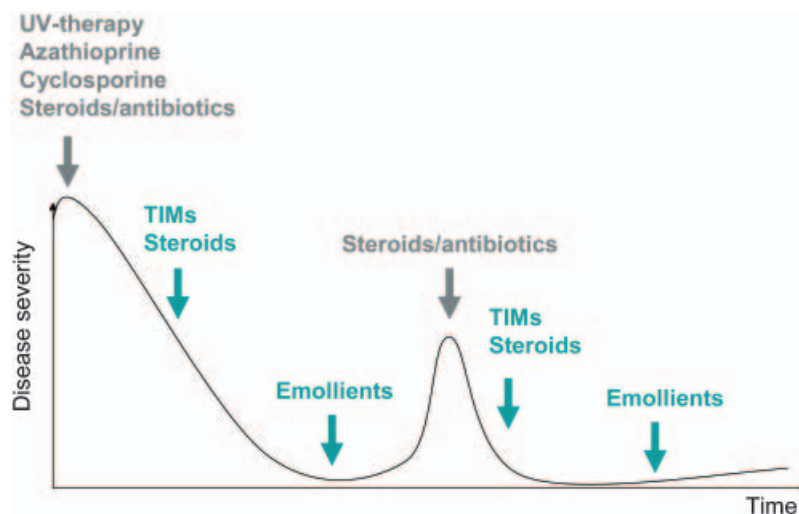 UV-therapy
Azathioprine
Cyclosporine
Steroids/antibiotics
TIMs
Steroids
Steroids/antibiotics
TIMs
Steroids
Emollients
Emollients
Disease severity
Time